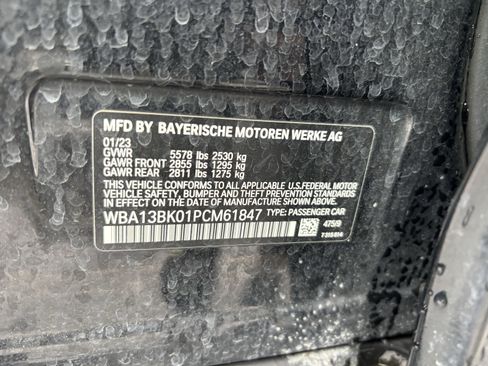 MFD BY BAYERISCHE MOTOREN WERKE AG
01/23
GVWR 5578 lbs 2530 kg
GAWR FRONT 2855 lbs 1295 kg
GAWR REAR 2811 lbs 1275 kg
THIS VEHICLE CONFORMS TO ALL APPLICABLE U.S.FEDERAL MOTOR
VEHICLE SAFETY, BUMPER, AND THEFT PREVENTION STANDARDS
IN EFFECT ON THE DATE OF MANUFACTURE SHOWN ABOVE.
WBA13BK01PCM61847 TYPE: PASSENGER CAR
475/9